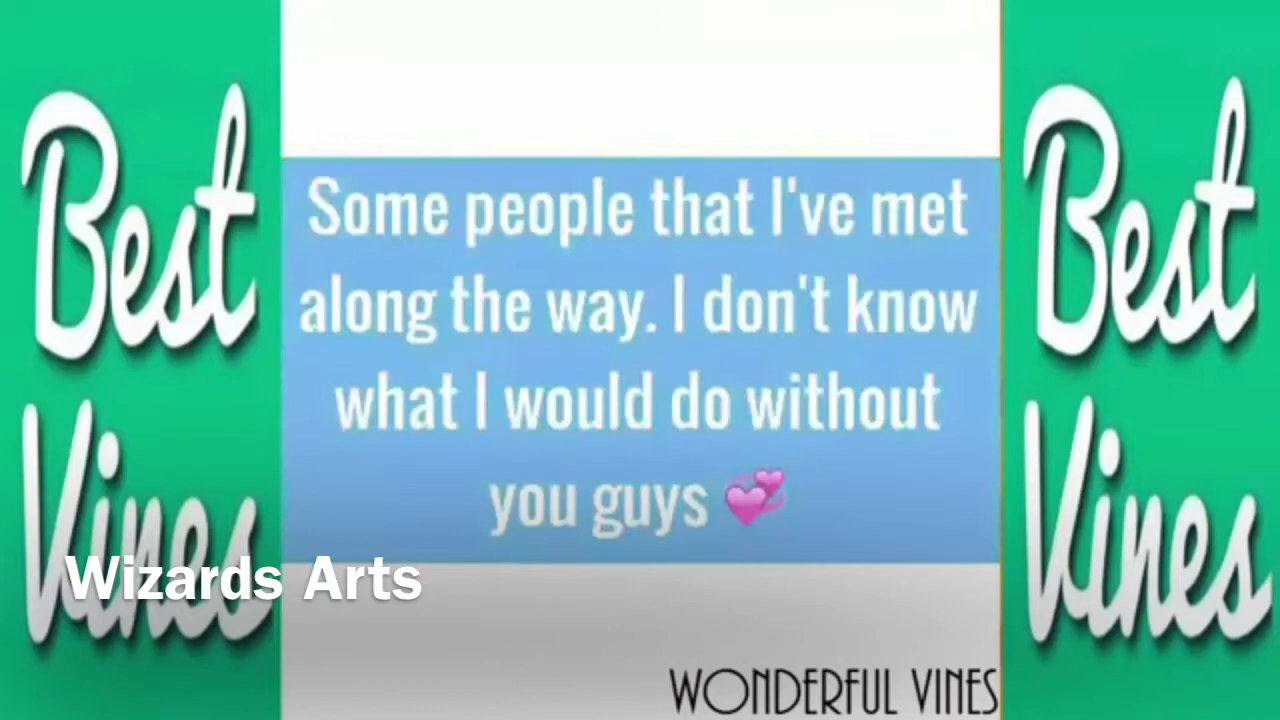 Best
Vines
Some people that I've met
along the way. I don't know
what I would do without
you guys 💞
Wizards Arts
WONDERFUL VINES
Best
Vines